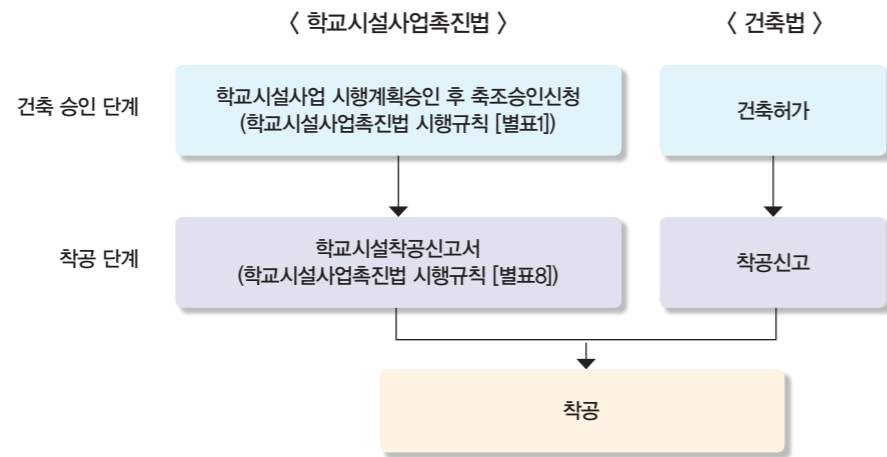 〈 학교시설사업촉진법 〉
〈 건축법 〉
건축 승인 단계
학교시설사업 시행계획승인 후 축조승인신청
(학교시설사업촉진법 시행규칙 [별표1])
건축허가
착공 단계
학교시설착공신고서
(학교시설사업촉진법 시행규칙 [별표8])
착공신고
착공